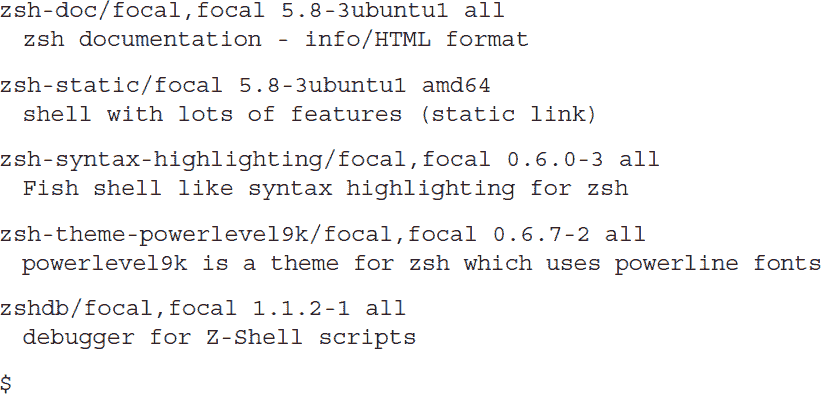 zsh-doc/focal,focal 5.8-3ubuntu1 all
  zsh documentation - info/HTML format
zsh-static/focal 5.8-3ubuntu1 amd64
  shell with lots of features (static link)
zsh-syntax-highlighting/focal,focal 0.6.0-3 all
  Fish shell like syntax highlighting for zsh
zsh-theme-powerlevel9k/focal,focal 0.6.7-2 all
  powerlevel9k is a theme for zsh which uses powerline fonts
zshdb/focal,focal 1.1.2-1 all
  debugger for Z-Shell scripts
$